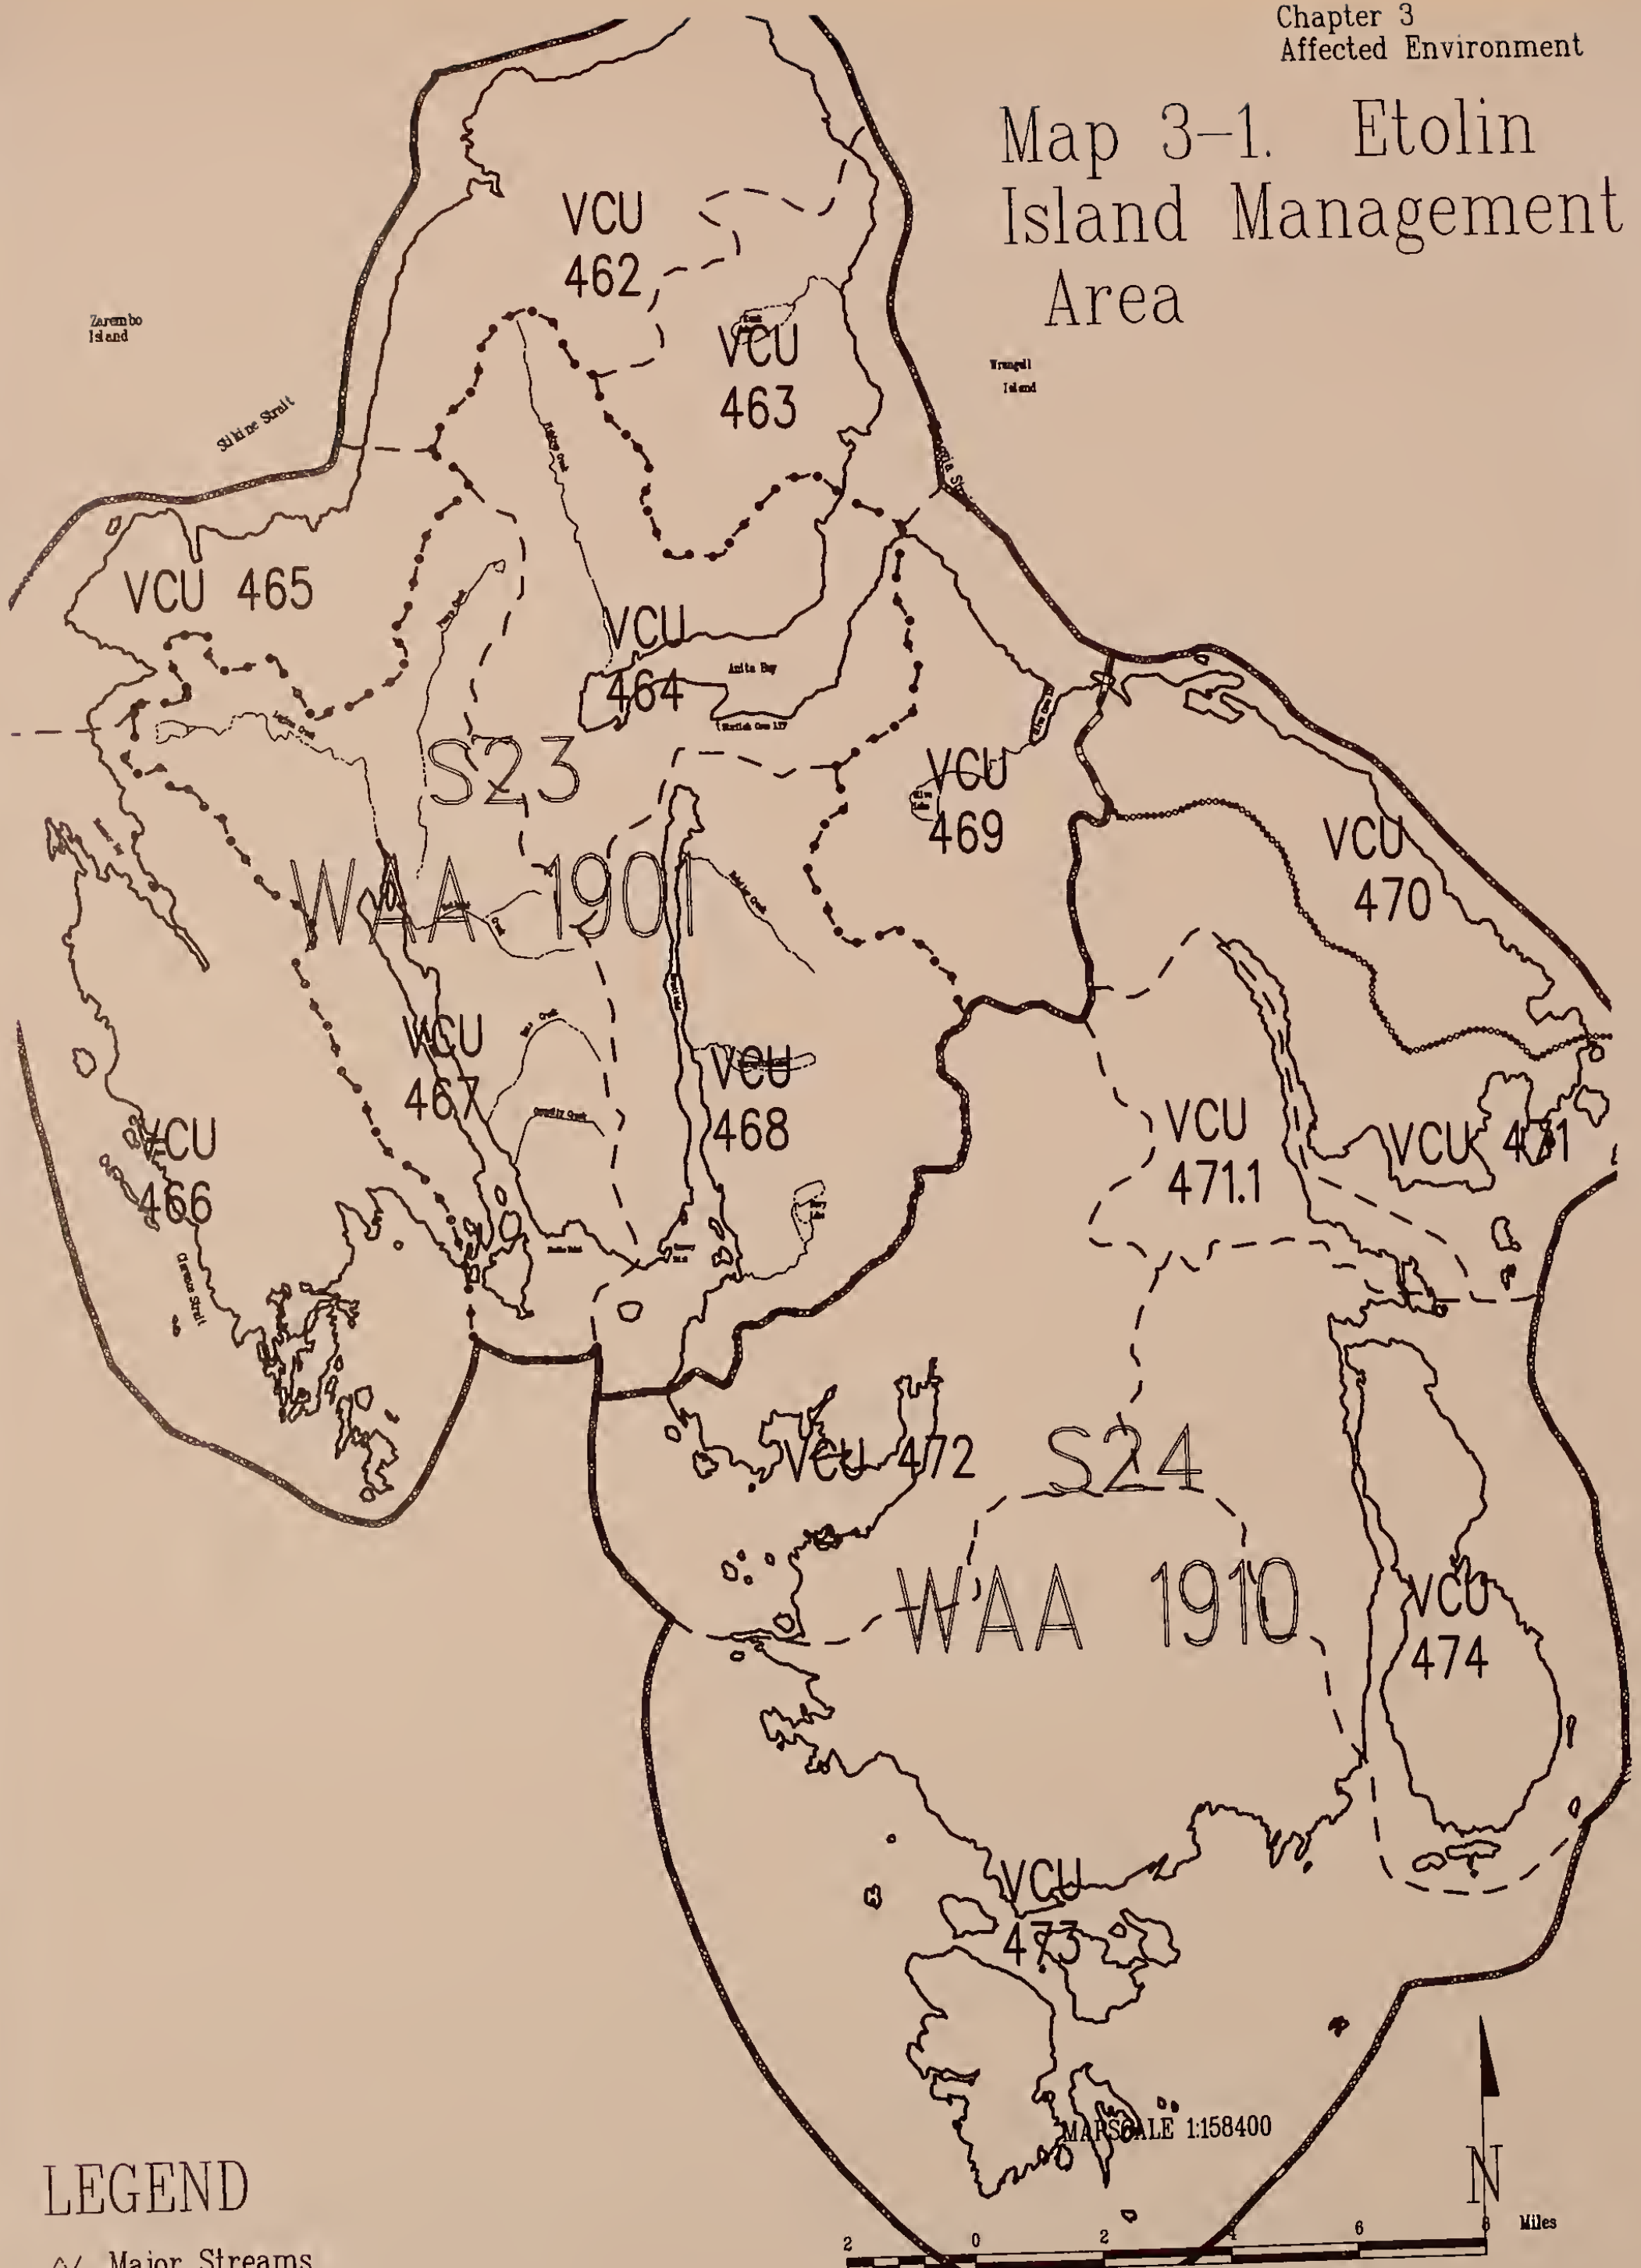 Chapter 3
Affected Environment
Map 3-1. Etolin
Island Management
Area
VCU
462
Zarembo
Island
VCU
463
Wrangell
Island
Stikine Strait
VCU 465
VCU
464
Anita Bay
S23
VCU
469
VCU
470
WAA 1901
VCU
467
VCU
468
VCU
466
VCU
471.1
VCU 471
Clarence Strait
VCU 472
S24
WAA 1910
VCU
474
VCU
473
MAPSCALE 1:158400
N
LEGEND
Major Streams
2 0 2 4 6 8 Miles